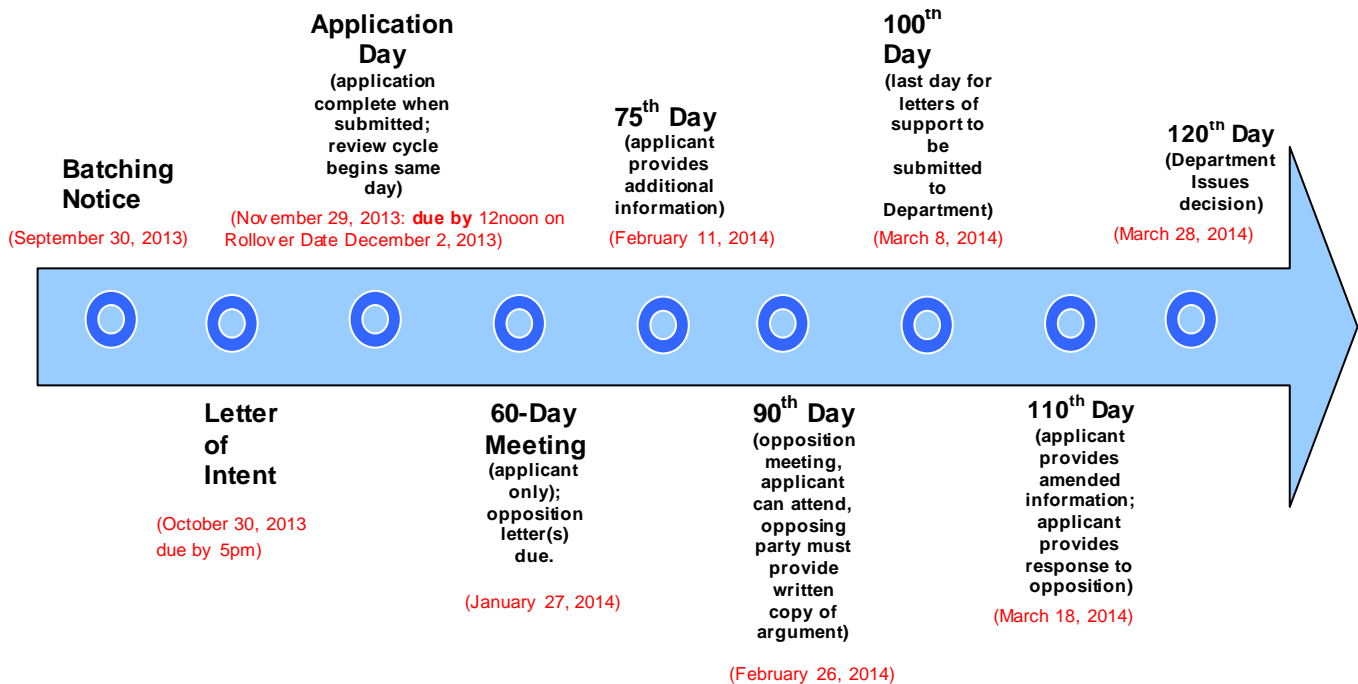 Batching
Notice
(September 30, 2013)
Application
Day
(application
complete when
submitted;
review cycle
begins same
day)
(November 29, 2013: due by 12noon on
Rollover Date December 2, 2013)
75th Day
(applicant
provides
additional
information)
(February 11, 2014)
100th
Day
(last day for
letters of
support to
be
submitted
to
Department)
(March 8, 2014)
120th Day
(Department
Issues
decision)
(March 28, 2014)
Letter
of
Intent
(October 30, 2013
due by 5pm)
60-Day
Meeting
(applicant
only);
opposition
letter(s)
due.
(January 27, 2014)
90th Day
(opposition
meeting,
applicant
can attend,
opposing
party must
provide
written
copy of
argument)
(February 26, 2014)
110th Day
(applicant
provides
amended
information;
applicant
provides
response to
opposition)
(March 18, 2014)